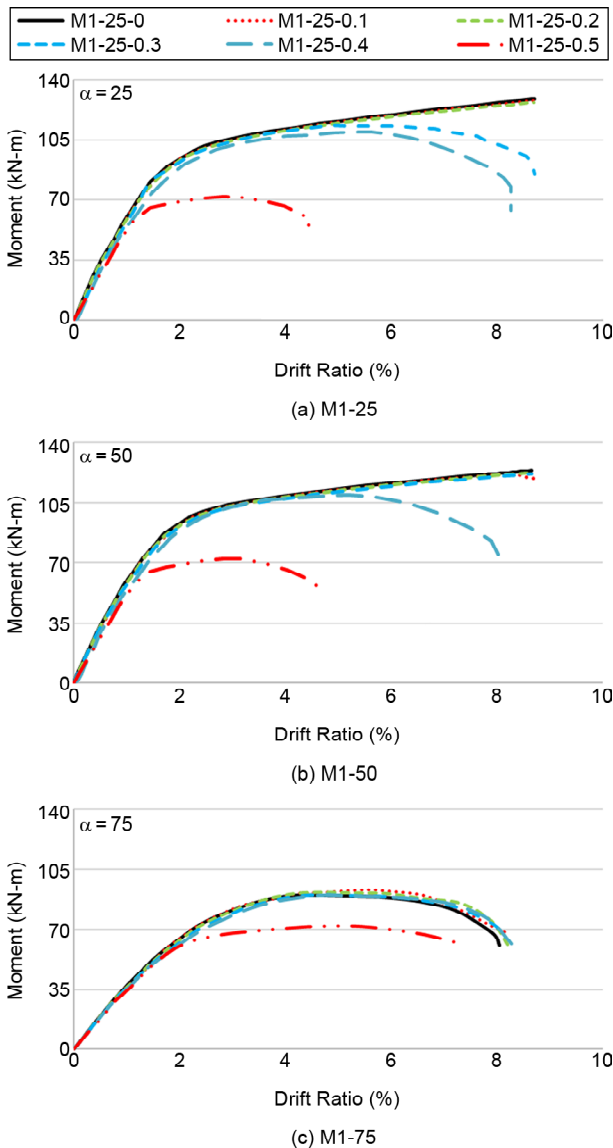 M1-25-0 M1-25-0.1 M1-25-0.2
M1-25-0.3 M1-25-0.4 M1-25-0.5
140
α = 25
105
70
35
0
Moment (kN-m)
0 2 4 6 8 10
Drift Ratio (%)
(a) M1-25
140
α = 50
105
70
35
0
Moment (kN-m)
0 2 4 6 8 10
Drift Ratio (%)
(b) M1-50
140
α = 75
105
70
35
0
Moment (kN-m)
0 2 4 6 8 10
Drift Ratio (%)
(c) M1-75